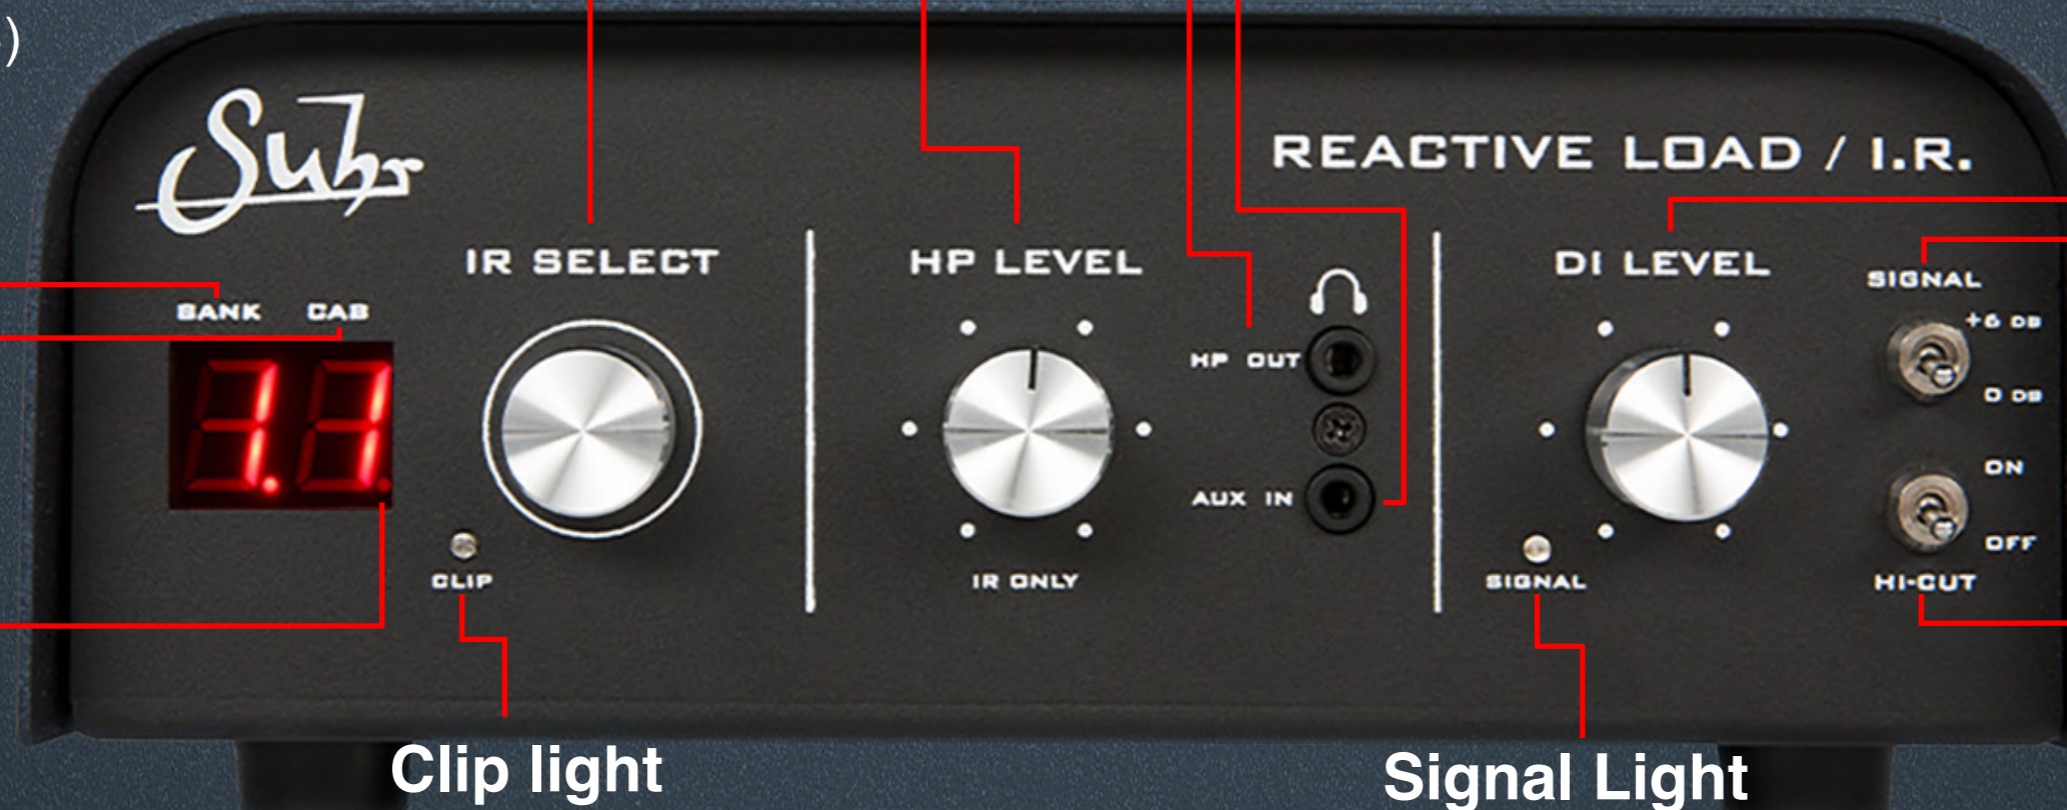 )
Suhr
REACTIVE LOAD / I.R.
IR SELECT
HP LEVEL
DI LEVEL
SIGNAL
BANK CAB
+6 DB
HP OUT
0 DB
1.1.
AUX IN
ON
OFF
CLIP
IR ONLY
SIGNAL
HI-CUT
Clip light
Signal Light